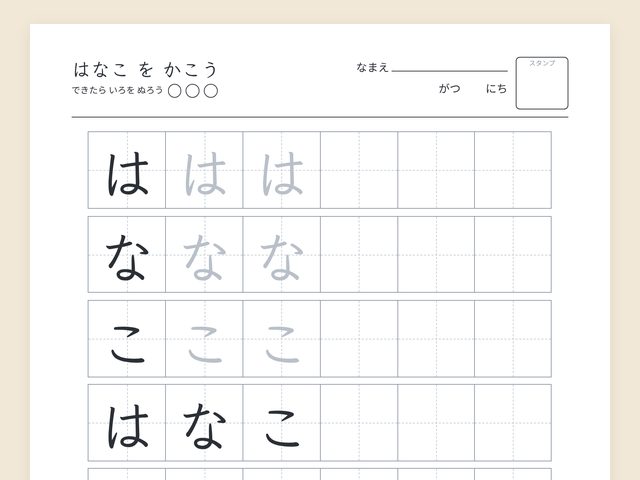 はなこ を かこう
できたら いろを ぬろう ○○○
なまえ
がつ にち
スタンプ
は は は
な な な
こ こ こ
は な こ